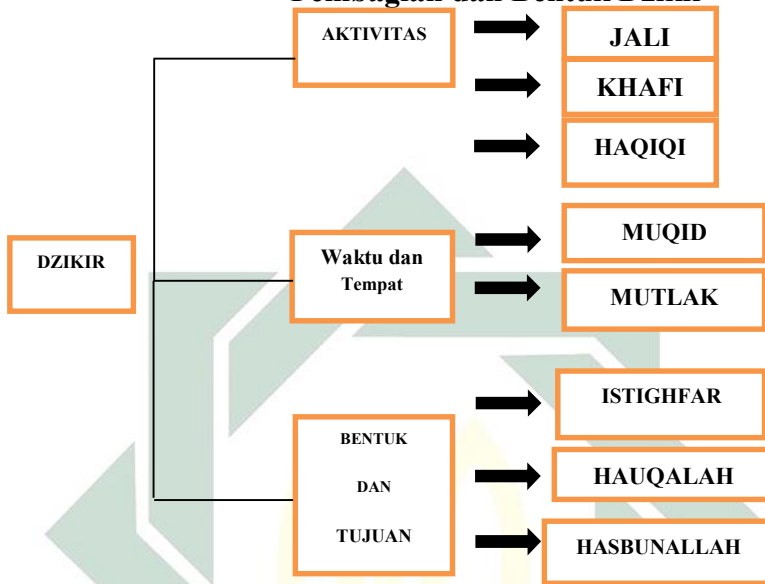 Pembagian dan Bentuk Dzikir
AKTIVITAS
JALI
KHAFI
HAQIQI
DZIKIR
Waktu dan
Tempat
MUQID
MUTLAK
BENTUK
DAN
TUJUAN
ISTIGHFAR
HAUQALAH
HASBUNALLAH